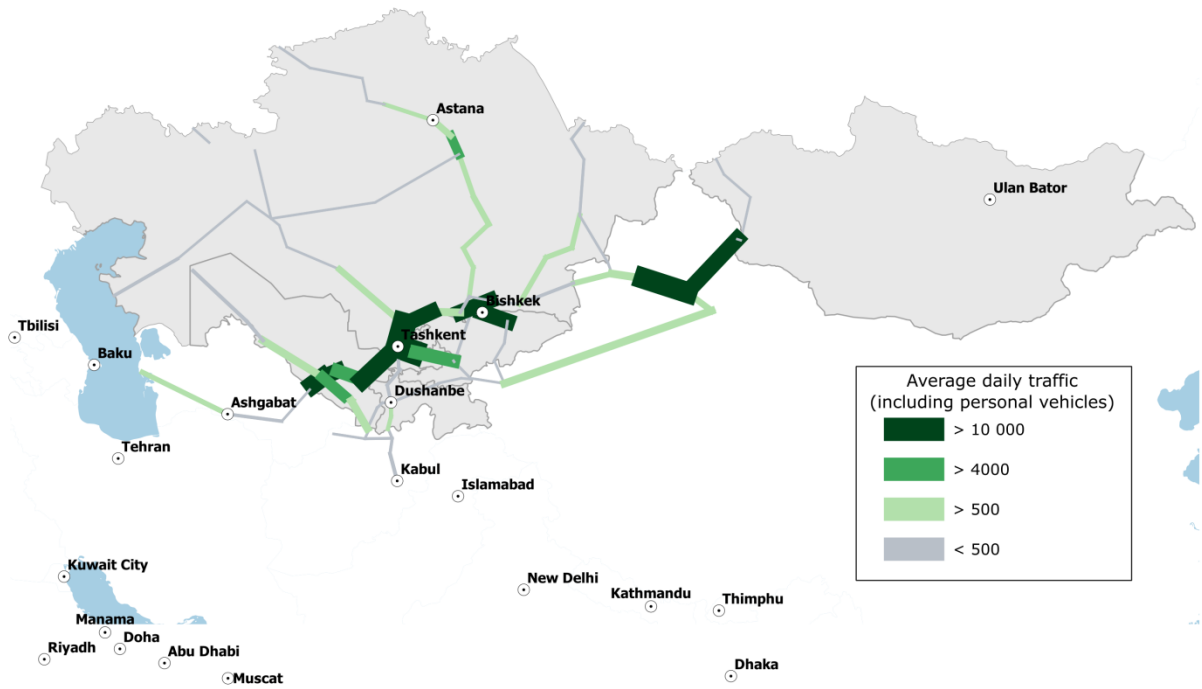 Astana
Ulan Bator
Bishkek
Tbilisi
Tashkent
Baku
Dushanbe
Ashgabat
Tehran
Kabul
Islamabad
Average daily traffic
(including personal vehicles)
> 10 000
> 4000
> 500
< 500
Kuwait City
New Delhi
Kathmandu
Thimphu
Manama
Doha
Riyadh
Abu Dhabi
Muscat
Dhaka